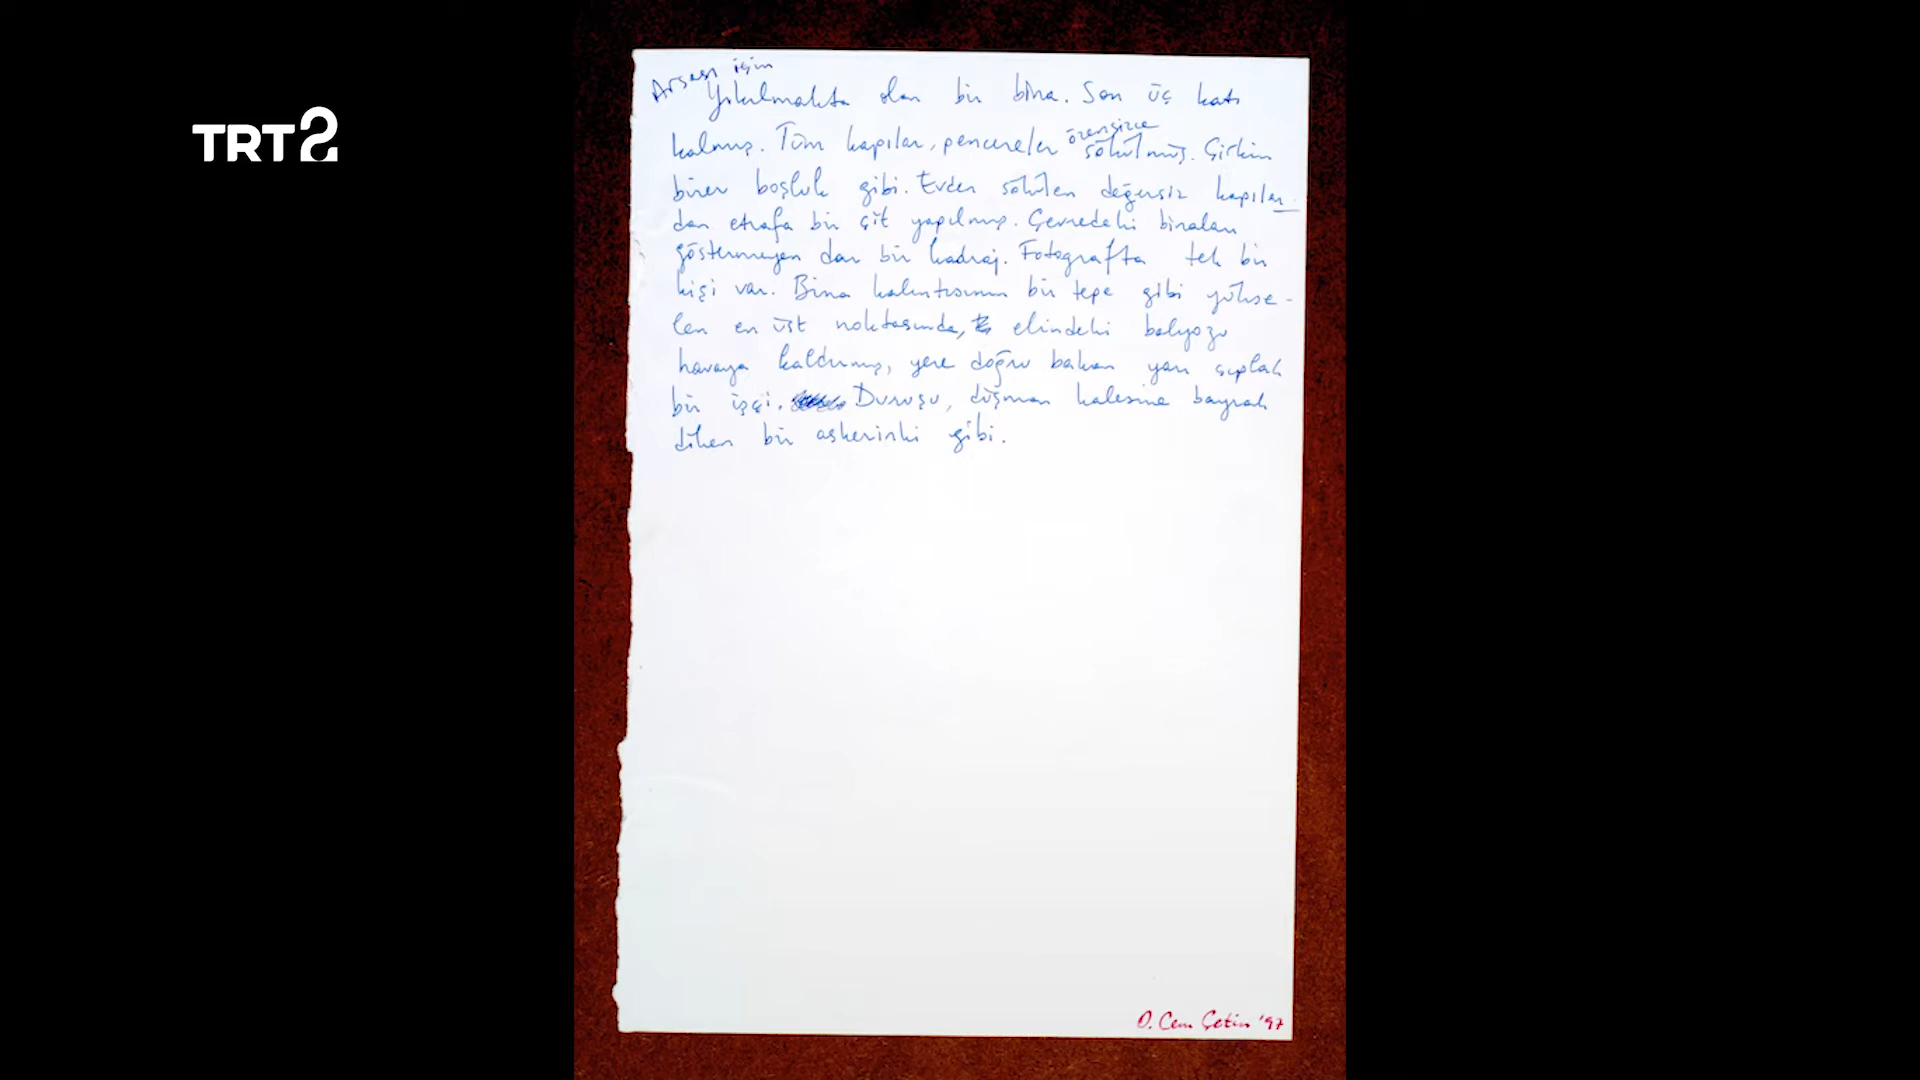 TRT2
Arsası için
Yıkılmakta olan bir bina. Son üç katı
kalmış. Tüm kapılar, pencereler özensizce sökülmüş. Çirkin
birer boşluk gibi. Evden sökülen değersiz kapılar-
dan etrafa bir çit yapılmış. Çevredeki binaları
göstermeyen dar bir kadraj. Fotografta tek bir
kişi var. Bina kalıntısının bir tepe gibi yükse-
len en üst noktasında, elindeki balyozu
havaya kaldırmış, yere doğru bakan yarı çıplak
bir işçi. Duruşu, düşman kalesine bayrak
diken bir askerinki gibi.
O. Cem Çetin '97